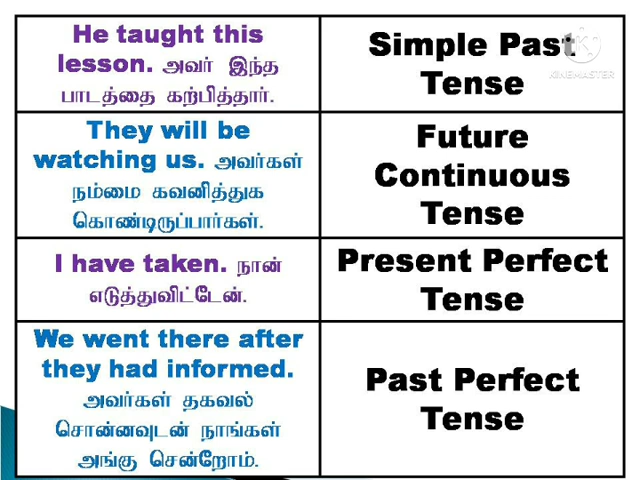 He taught this
lesson. அவர் இந்த
பாடத்தை கற்பித்தார்.
Simple Past
Tense
KINEMASTER
They will be
watching us. அவர்கள்
நம்மை கவனித்துக
கொண்டிருப்பார்கள்.
Future
Continuous
Tense
I have taken. நான்
எடுத்துவிட்டேன்.
Present Perfect
Tense
We went there after
they had informed.
அவர்கள் தகவல்
சொன்னவுடன் நாங்கள்
அங்கு சென்றோம்.
Past Perfect
Tense